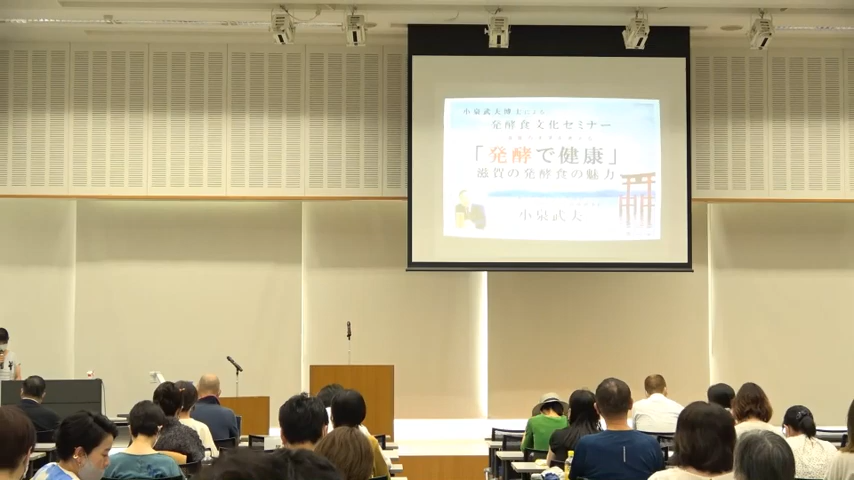 小泉武夫博士による
発酵食文化セミナー
「発酵で健康」
滋賀の発酵食の魅力
小泉武夫